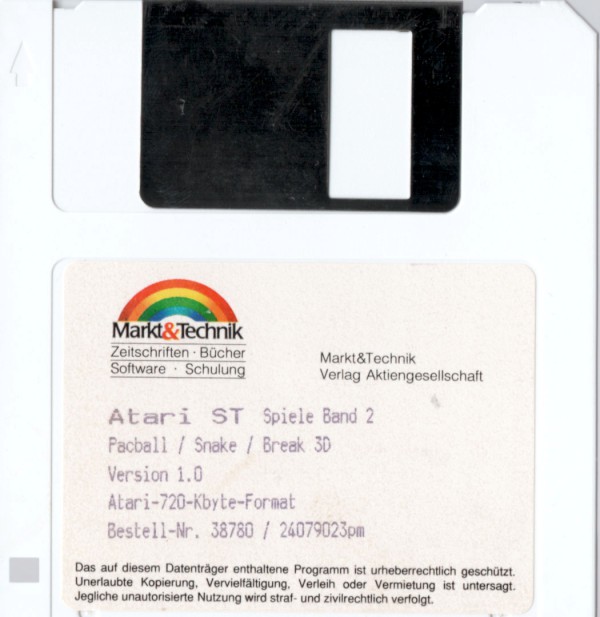 Markt&Technik
Zeitschriften · Bücher
Software · Schulung
Markt&Technik
Verlag Aktiengesellschaft
Atari ST Spiele Band 2
Pacball / Snake / Break 3D
Version 1.0
Atari-720-Kbyte-Format
Bestell-Nr. 38780 / 24079023pm
Das auf diesem Datenträger enthaltene Programm ist urheberrechtlich geschützt.
Unerlaubte Kopierung, Vervielfältigung, Verleih oder Vermietung ist untersagt.
Jegliche unautorisierte Nutzung wird straf- und zivilrechtlich verfolgt.